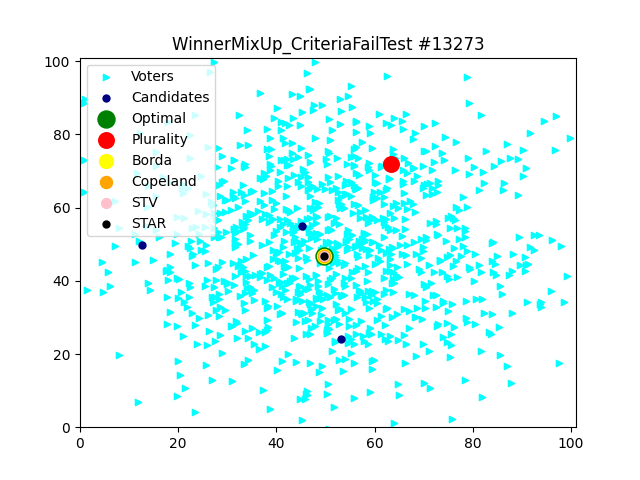 WinnerMixUp_CriteriaFailTest #13273
100
80
60
40
20
0
Voters
Candidates
Optimal
Plurality
Borda
Copeland
STV
STAR
0 20 40 60 80 100